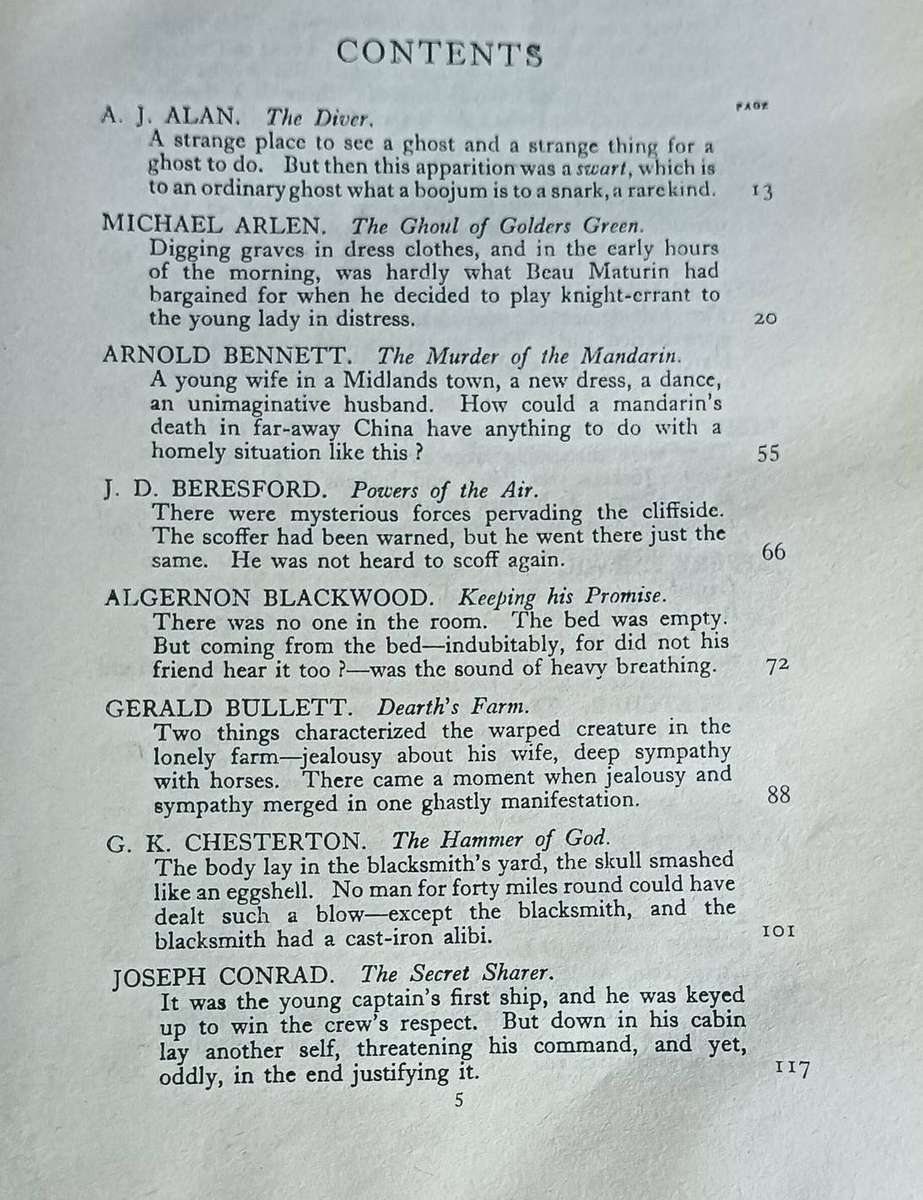 CONTENTS
PAGE
A. J. ALAN. The Diver.
A strange place to see a ghost and a strange thing for a
ghost to do. But then this apparition was a swart, which is
to an ordinary ghost what a boojum is to a snark, a rare kind. 13
MICHAEL ARLEN. The Ghoul of Golders Green.
Digging graves in dress clothes, and in the early hours
of the morning, was hardly what Beau Maturin had
bargained for when he decided to play knight-errant to
the young lady in distress. 20
ARNOLD BENNETT. The Murder of the Mandarin.
A young wife in a Midlands town, a new dress, a dance,
an unimaginative husband. How could a mandarin's
death in far-away China have anything to do with a
homely situation like this ? 55
J. D. BERESFORD. Powers of the Air.
There were mysterious forces pervading the cliffside.
The scoffer had been warned, but he went there just the
same. He was not heard to scoff again. 66
ALGERNON BLACKWOOD. Keeping his Promise.
There was no one in the room. The bed was empty.
But coming from the bed—indubitably, for did not his
friend hear it too ?—was the sound of heavy breathing. 72
GERALD BULLETT. Dearth's Farm.
Two things characterized the warped creature in the
lonely farm—jealousy about his wife, deep sympathy
with horses. There came a moment when jealousy and
sympathy merged in one ghastly manifestation. 88
G. K. CHESTERTON. The Hammer of God.
The body lay in the blacksmith's yard, the skull smashed
like an eggshell. No man for forty miles round could have
dealt such a blow—except the blacksmith, and the
blacksmith had a cast-iron alibi. 101
JOSEPH CONRAD. The Secret Sharer.
It was the young captain's first ship, and he was keyed
up to win the crew's respect. But down in his cabin
lay another self, threatening his command, and yet,
oddly, in the end justifying it. 117
5